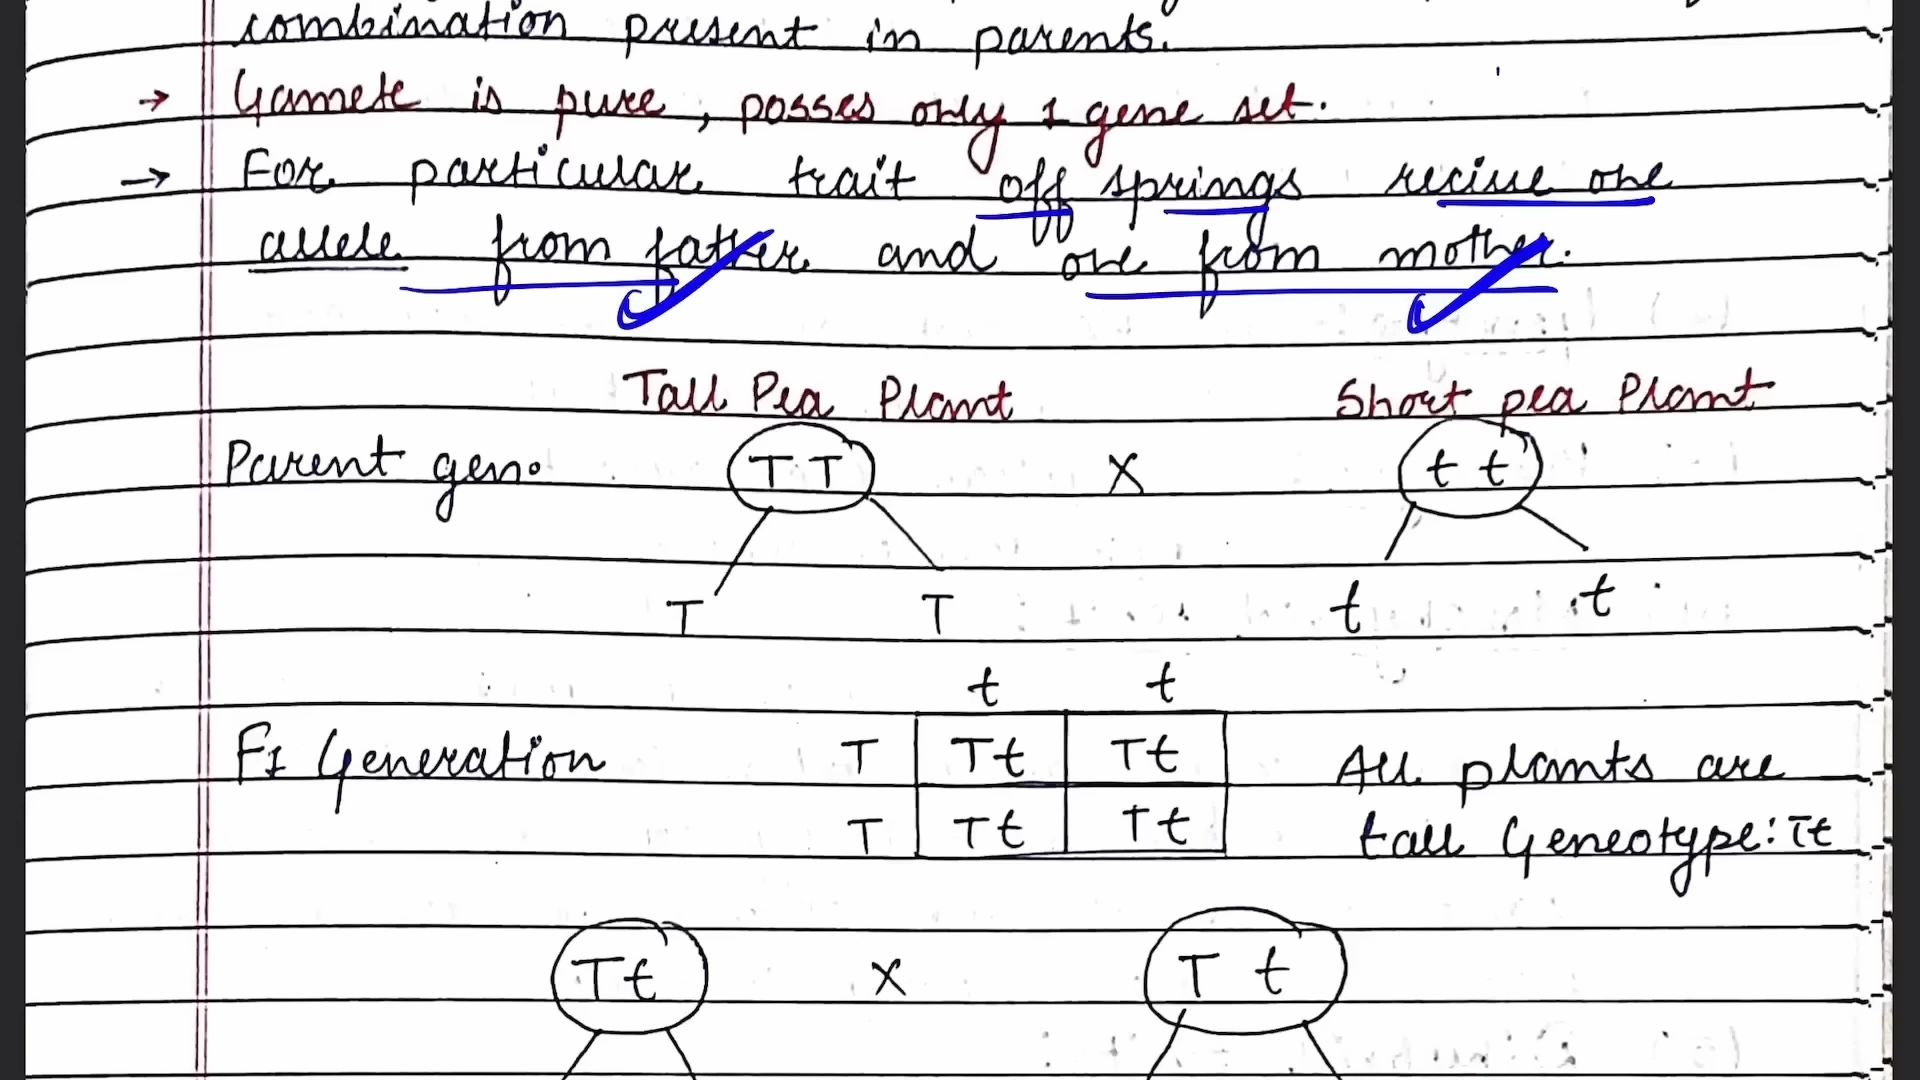 combination present in parents.
→ Gamete is pure, posses only 1 gene set.
→ For particular trait off springs recieve one
allele from father and one from mother.
Tall Pea Plant Short pea Plant
Parent gen. TT X tt
T T t t
t t
F1 Generation T Tt Tt All plants are
T Tt Tt tall Geneotype: Tt
Tt X Tt